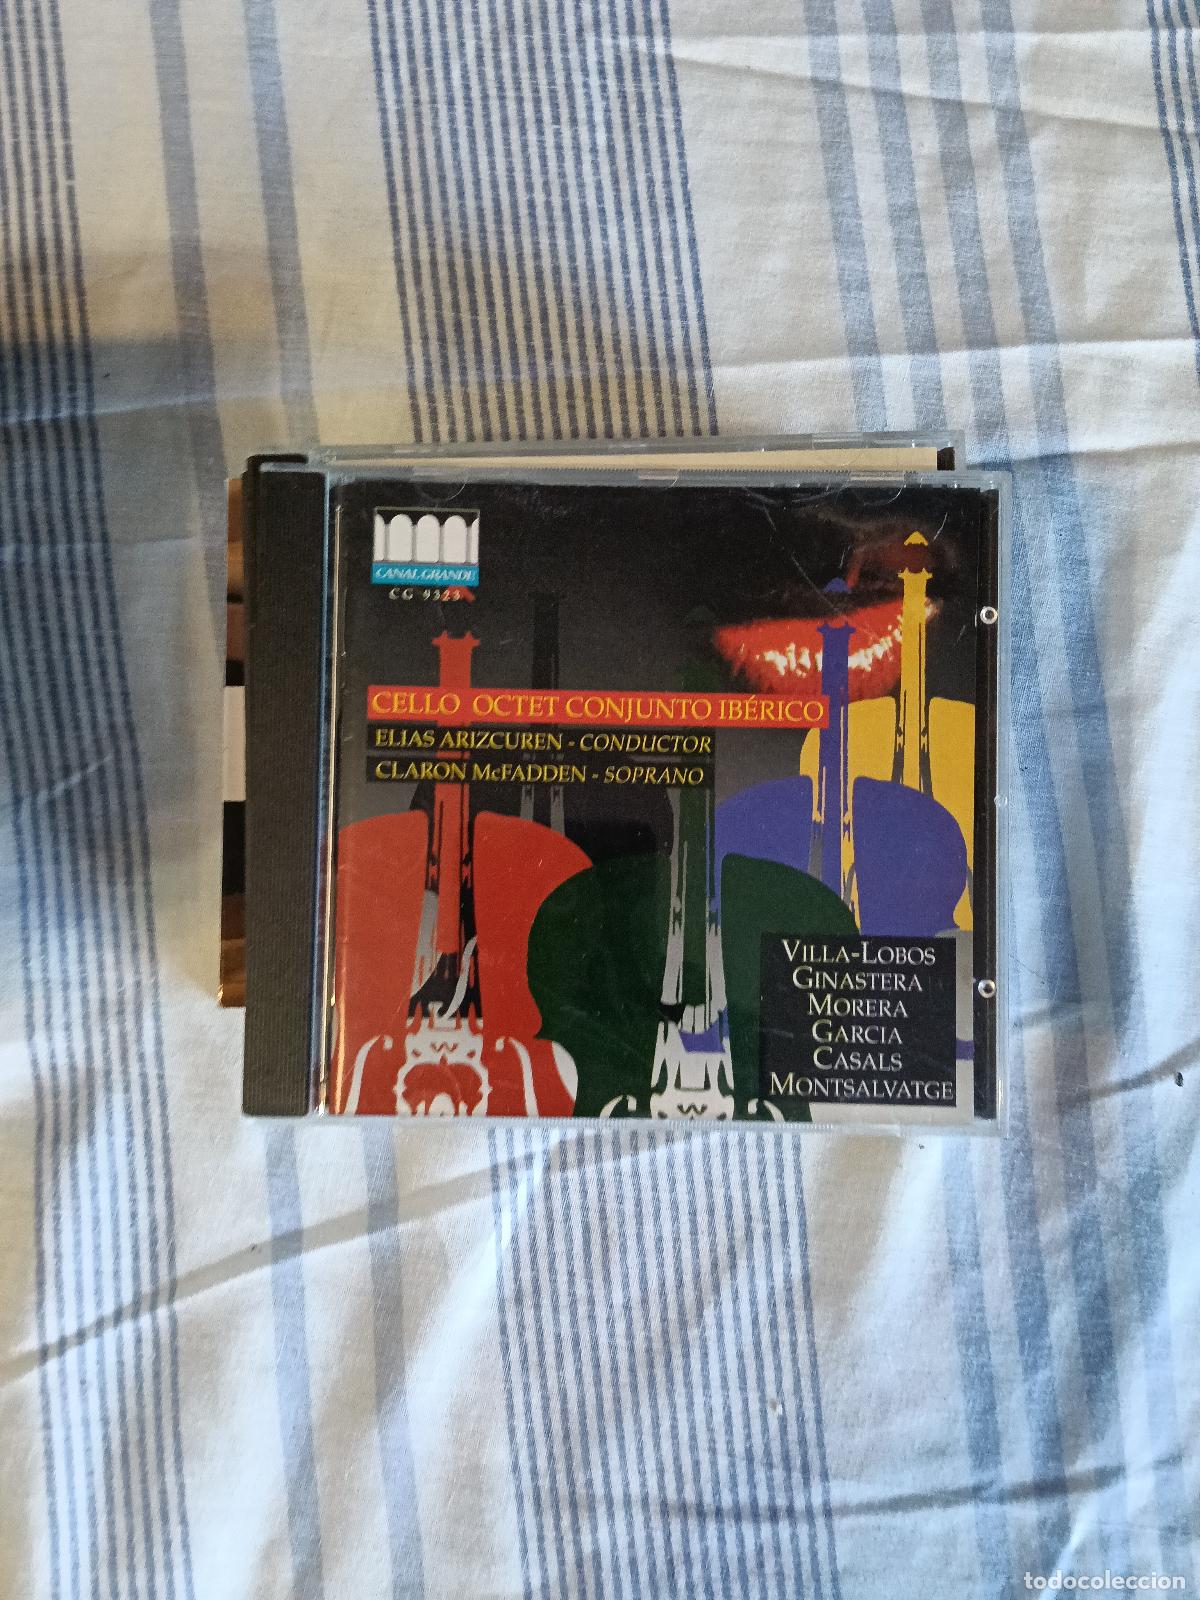 CANAL GRANDE
CG 9323
CELLO OCTET CONJUNTO IBÉRICO
ELIAS ARIZCUREN - CONDUCTOR
CLARON McFADDEN - SOPRANO
VILLA-LOBOS
GINASTERA
MORERA
GARCIA
CASALS
MONTSALVATGE
todocoleccion